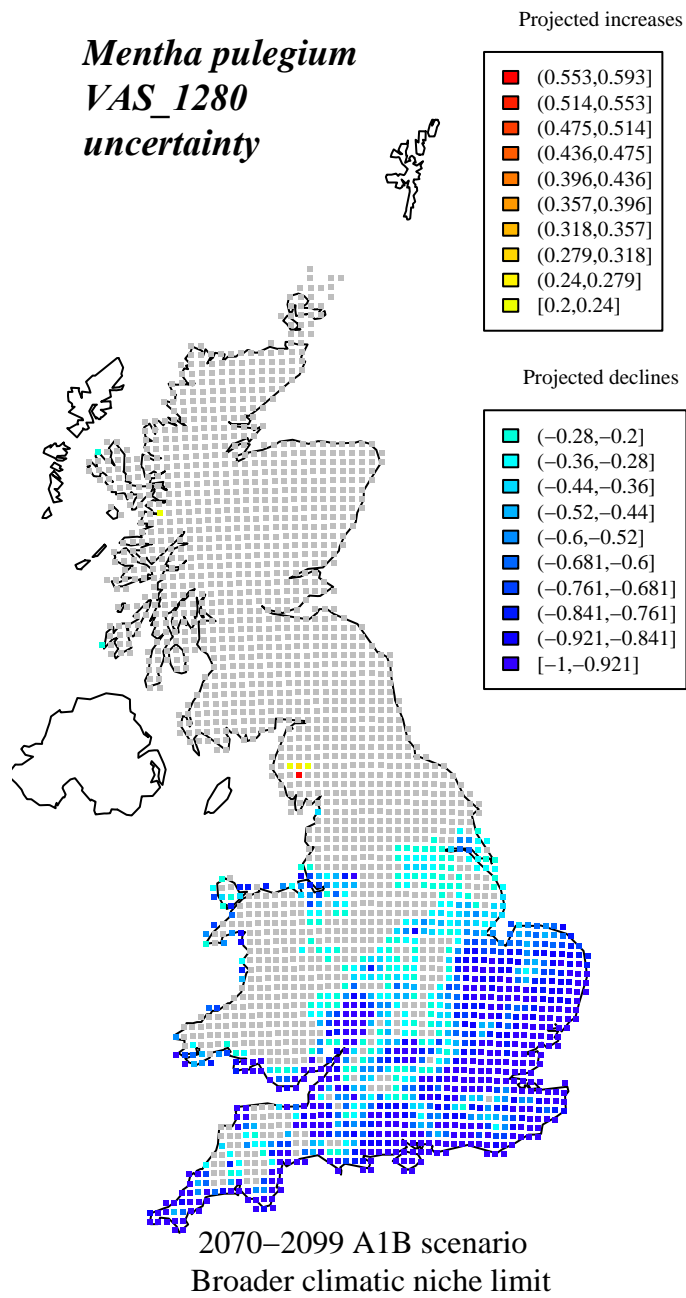 Mentha pulegium
VAS_1280
uncertainty
Projected increases
(0.553,0.593]
(0.514,0.553]
(0.475,0.514]
(0.436,0.475]
(0.396,0.436]
(0.357,0.396]
(0.318,0.357]
(0.279,0.318]
(0.24,0.279]
[0.2,0.24]
Projected declines
(−0.28,−0.2]
(−0.36,−0.28]
(−0.44,−0.36]
(−0.52,−0.44]
(−0.6,−0.52]
(−0.681,−0.6]
(−0.761,−0.681]
(−0.841,−0.761]
(−0.921,−0.841]
[−1,−0.921]
2070−2099 A1B scenario
Broader climatic niche limit